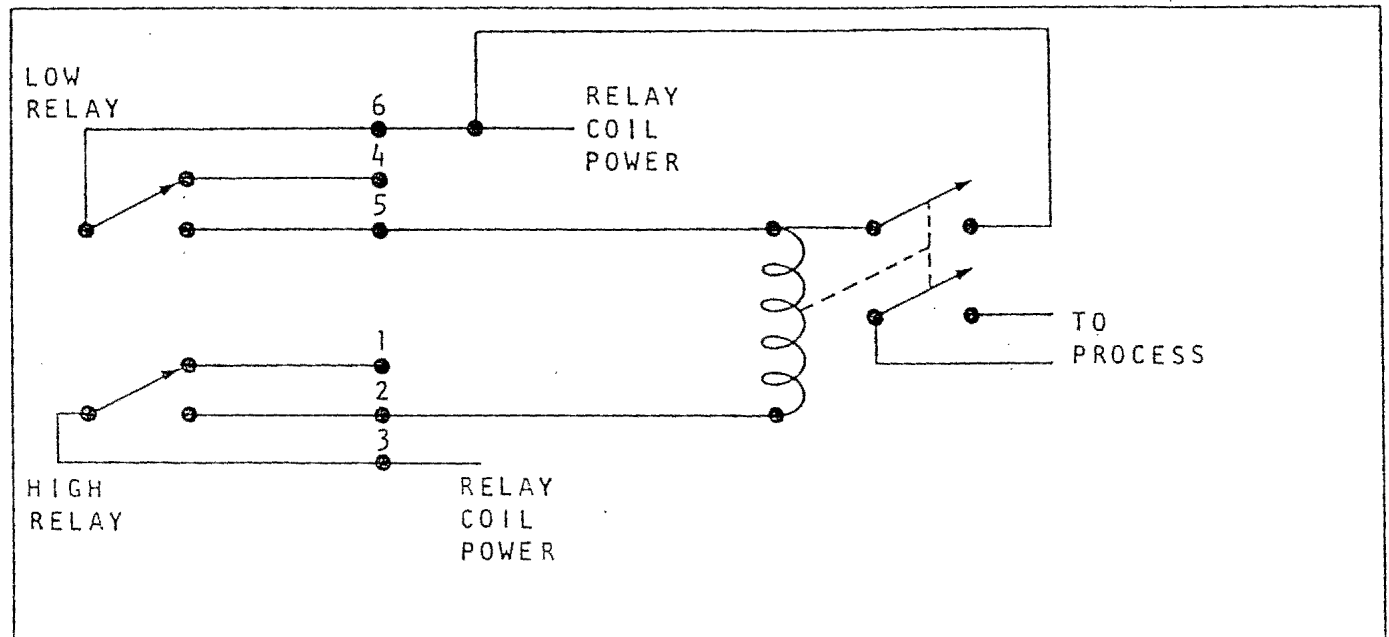 LOW
RELAY
6
RELAY
COIL
POWER
4
5
1
2
3
TO
PROCESS
HIGH
RELAY
RELAY
COIL
POWER